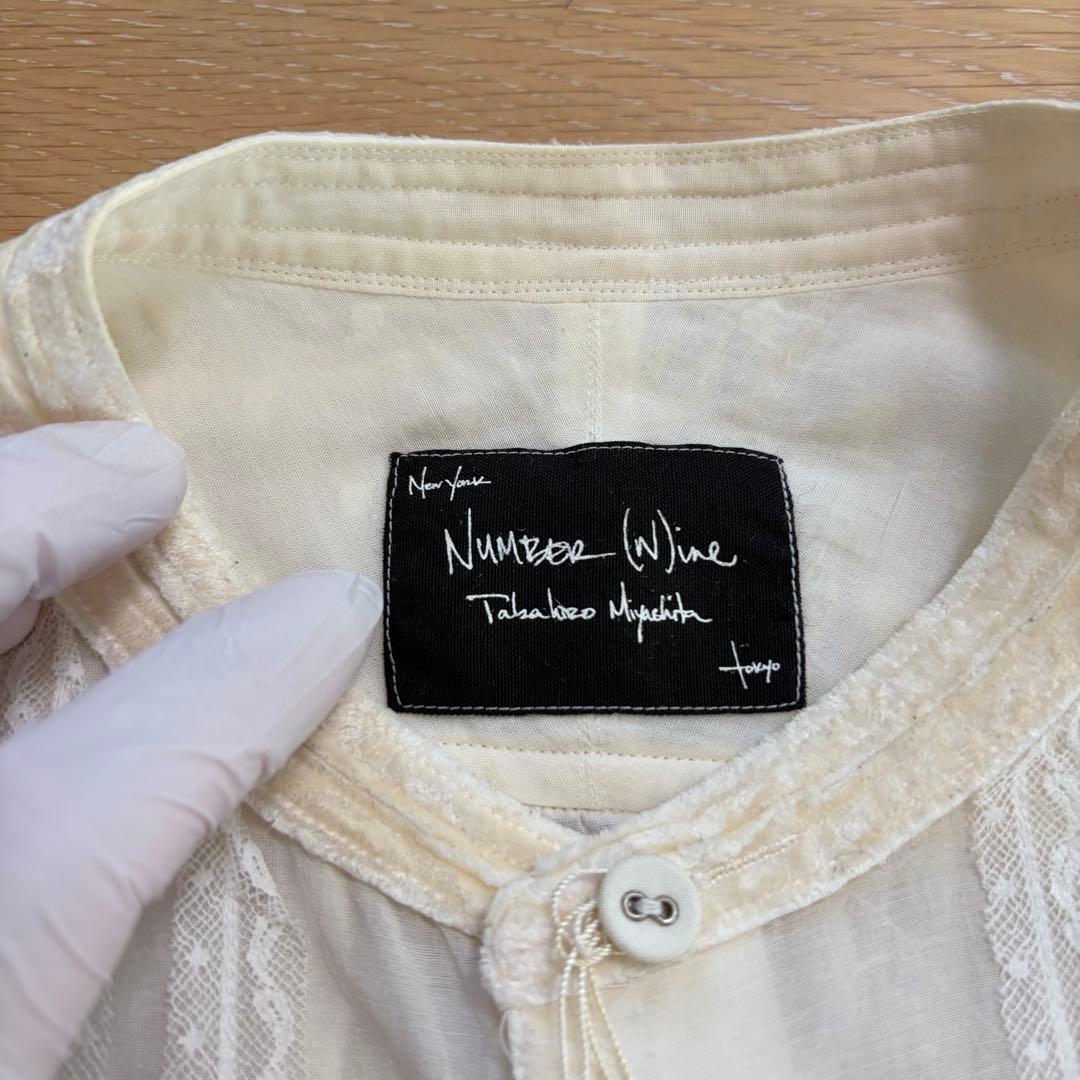 New York
NUMBER (N)ine
Takahiro Miyashita
tokyo